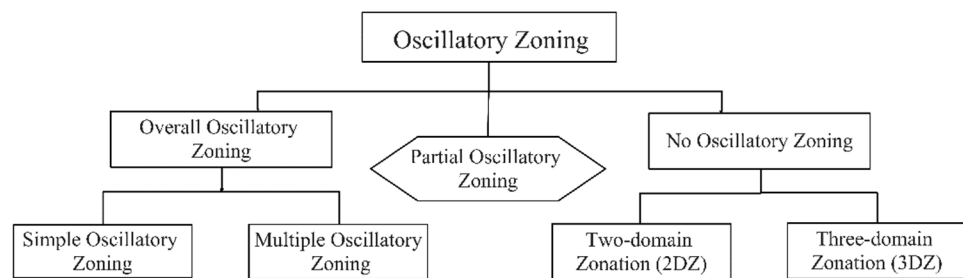 Oscillatory Zoning
Overall Oscillatory
Zoning
Partial Oscillatory
Zoning
No Oscillatory Zoning
Simple Oscillatory
Zoning
Multiple Oscillatory
Zoning
Two-domain
Zonation (2DZ)
Three-domain
Zonation (3DZ)